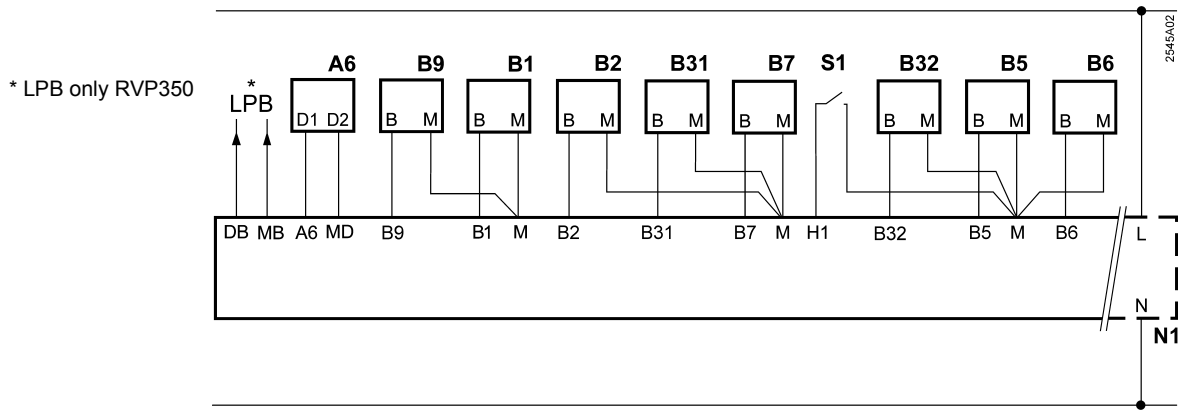 2545A02
A6 B9 B1 B2 B31 B7 S1 B32 B5 B6
* LPB only RVP350
*
LPB
D1 D2 B M B M B M B M B M B M B M B M
DB MB A6 MD B9 B1 M B2 B31 B7 M H1 B32 B5 M B6 L
N
N1